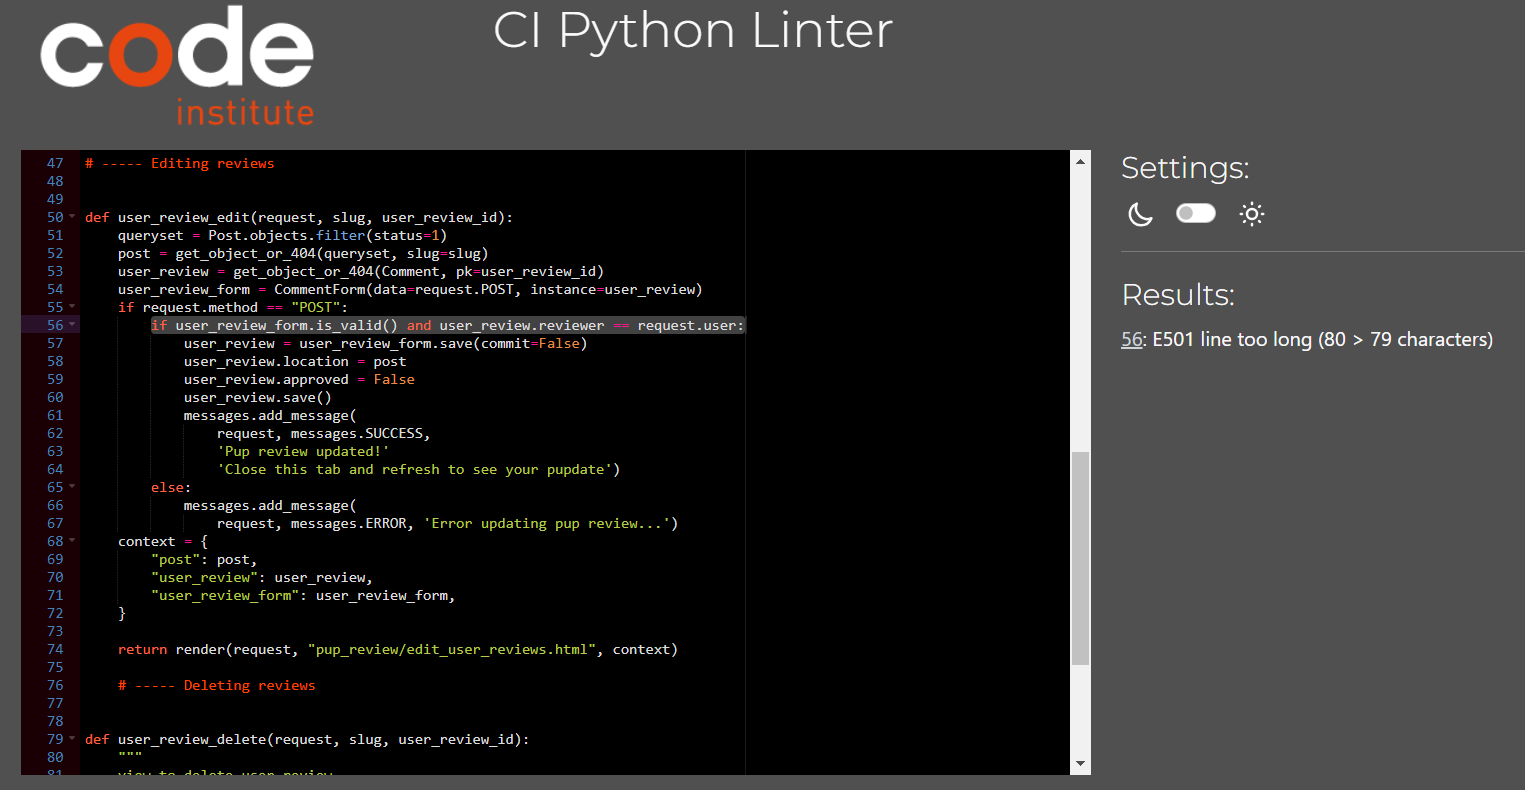 code
institute
CI Python Linter
47 # ----- Editing reviews
48
49
50 def user_review_edit(request, slug, user_review_id):
51     queryset = Post.objects.filter(status=1)
52     post = get_object_or_404(queryset, slug=slug)
53     user_review = get_object_or_404(Comment, pk=user_review_id)
54     user_review_form = CommentForm(data=request.POST, instance=user_review)
55     if request.method == "POST":
56         if user_review_form.is_valid() and user_review.reviewer == request.user:
57             user_review = user_review_form.save(commit=False)
58             user_review.location = post
59             user_review.approved = False
60             user_review.save()
61             messages.add_message(
62                 request, messages.SUCCESS,
63                 'Pup review updated!'
64                 'Close this tab and refresh to see your pupdate')
65         else:
66             messages.add_message(
67                 request, messages.ERROR, 'Error updating pup review...')
68     context = {
69         "post": post,
70         "user_review": user_review,
71         "user_review_form": user_review_form,
72     }
73
74     return render(request, "pup_review/edit_user_reviews.html", context)
75
76     # ----- Deleting reviews
77
78
79 def user_review_delete(request, slug, user_review_id):
80     """
81     view to delete user review
Settings:
Results:
56: E501 line too long (80 > 79 characters)